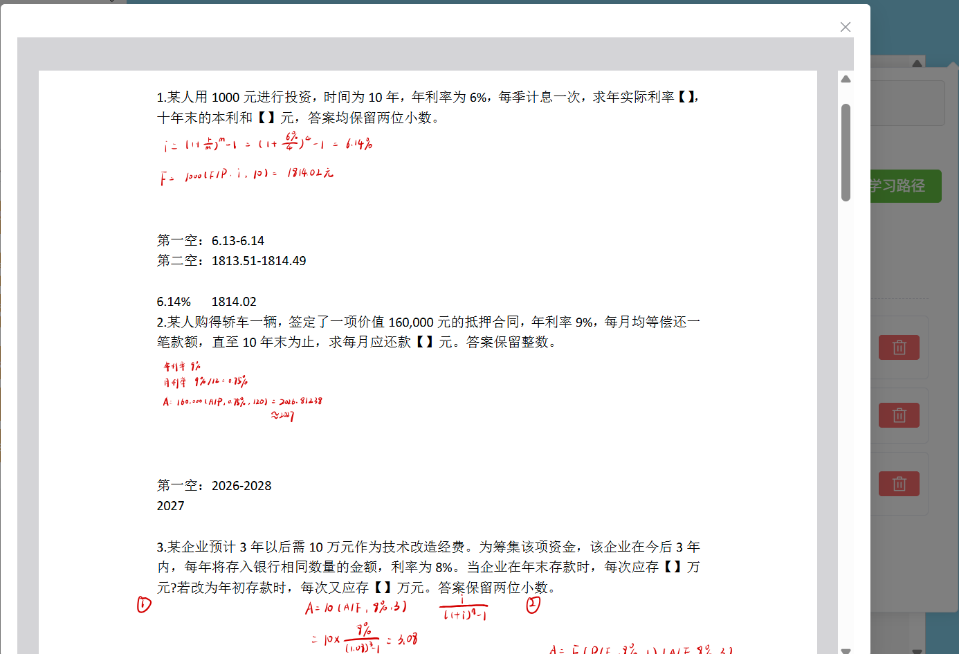 1.某人用 1000 元进行投资，时间为 10 年，年利率为 6%，每季计息一次，求年实际利率【】，
十年末的本利和【 】元，答案均保留两位小数。
i = (1+ r/m)^m -1 = (1+ 6%/4)^4 -1 = 6.14%
F= 1000(F/P, i, 10) = 1814.02元
第一空：6.13-6.14
第二空：1813.51-1814.49
6.14% 1814.02
2.某人购得轿车一辆，签定了一项价值 160,000 元的抵押合同，年利率 9%，每月均等偿还一
笔款额，直至 10 年末为止，求每月应还款【 】元。答案保留整数。
年利率 9%
月利率 9%/12 = 0.75%
A= 160,000(A/P, 0.75%, 120) = 2026.81238
≈2027
第一空：2026-2028
2027
3.某企业预计 3 年以后需 10 万元作为技术改造经费。为筹集该项资金，该企业在今后 3 年
内，每年将存入银行相同数量的金额，利率为 8%。当企业在年末存款时，每次应存【 】万
元?若改为年初存款时，每次又应存【 】万元。答案保留两位小数。
① A=10(A/F, 8%, 3) i/((1+i)^n-1) ②
= 10× 8%/((1.08)^3-1) = 3.08
A= F(P/F, 8%, 1)(A/F, 8%, 3)
学习路径